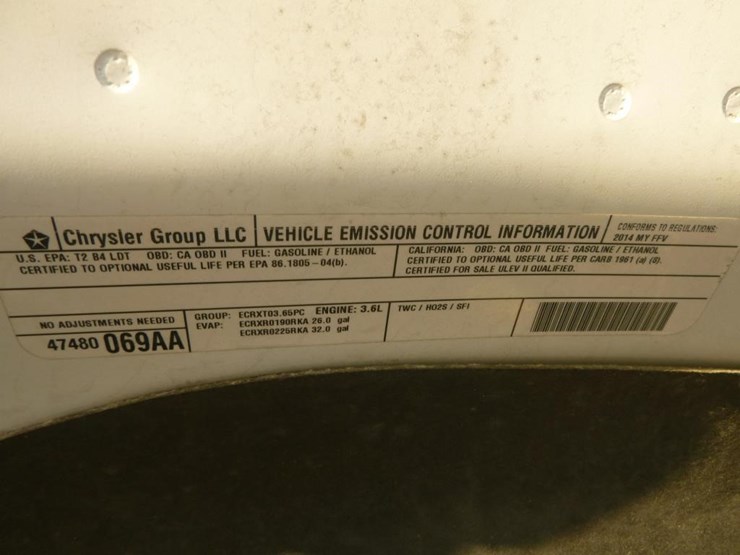 Chrysler Group LLC VEHICLE EMISSION CONTROL INFORMATION CONFORMS TO REGULATIONS:
2014 MY FFV
U.S. EPA: T2 B4 LDT OBD: CA OBD II FUEL: GASOLINE / ETHANOL
CERTIFIED TO OPTIONAL USEFUL LIFE PER EPA 86.1805-04(b).
CALIFORNIA: OBD: CA OBD II FUEL: GASOLINE / ETHANOL
CERTIFIED TO OPTIONAL USEFUL LIFE PER CARB 1961 (a) (8).
CERTIFIED FOR SALE ULEV II QUALIFIED.
NO ADJUSTMENTS NEEDED
47480 069AA
GROUP: ECRXT03.65PC ENGINE: 3.6L
EVAP: ECRXR0190RKA 26.0 gal
ECRXR0225RKA 32.0 gal
TWC / HO2S / SFI